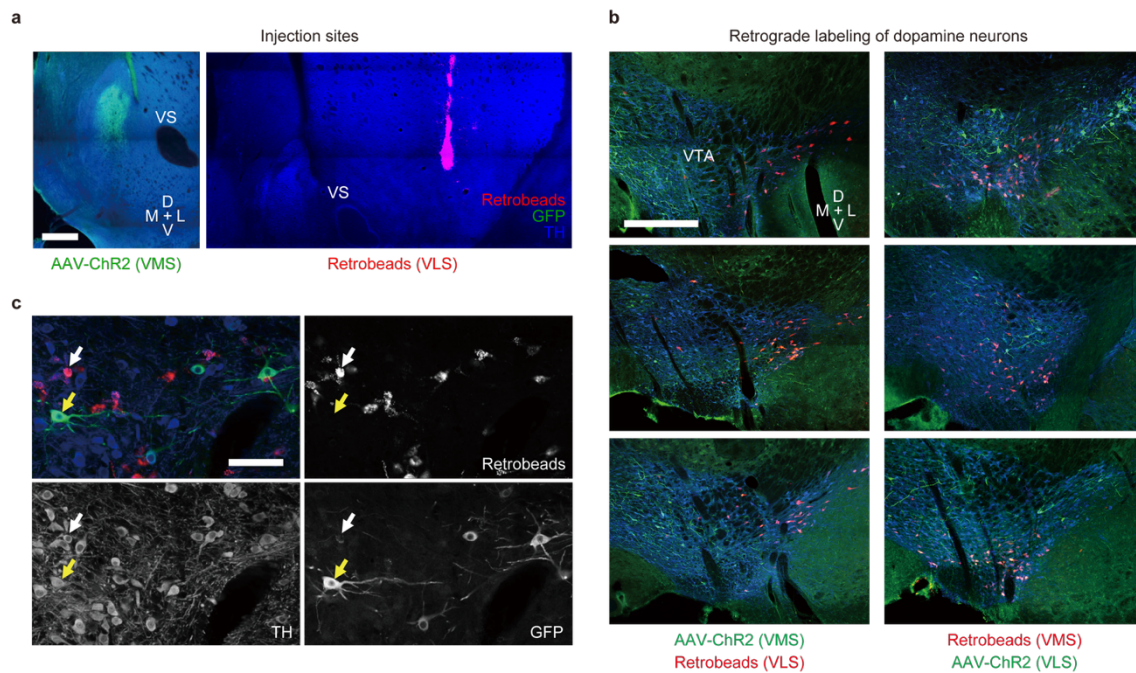 a
Injection sites
VS
D
M + L
V
AAV-ChR2 (VMS)
VS
Retrobeads
GFP
TH
Retrobeads (VLS)
b
Retrograde labeling of dopamine neurons
VTA
D
M + L
V
AAV-ChR2 (VMS)
Retrobeads (VLS)
Retrobeads (VMS)
AAV-ChR2 (VLS)
c
Retrobeads
TH
GFP